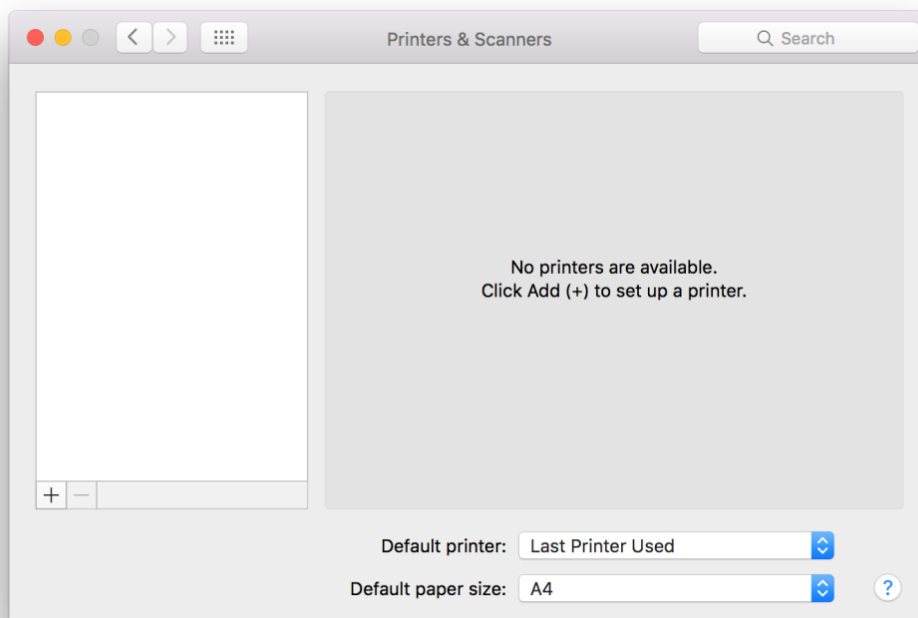 Printers & Scanners
Search
No printers are available.
Click Add (+) to set up a printer.
+ −
Default printer: Last Printer Used
Default paper size: A4
?